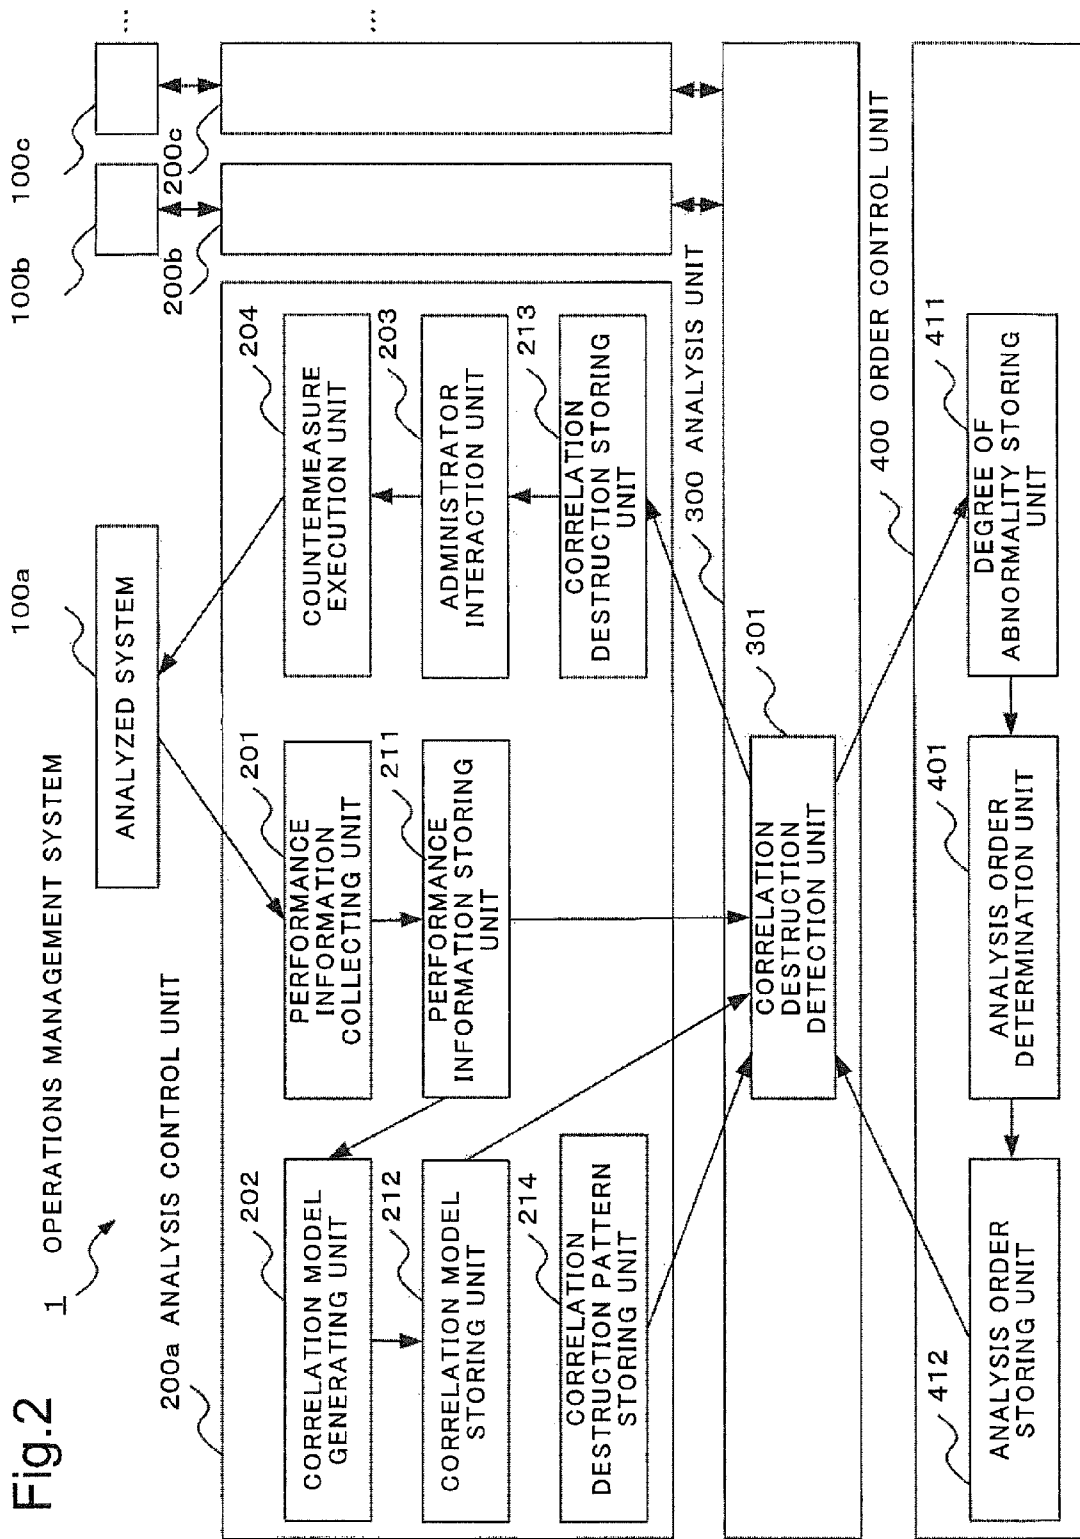 Fig.2
1 OPERATIONS MANAGEMENT SYSTEM
100a
100b
100c
ANALYZED SYSTEM
...
200a ANALYSIS CONTROL UNIT
200b
200c
...
202
CORRELATION MODEL
GENERATING UNIT
201
PERFORMANCE
INFORMATION
COLLECTING UNIT
204
COUNTERMEASURE
EXECUTION UNIT
212
CORRELATION MODEL
STORING UNIT
211
PERFORMANCE
INFORMATION STORING
UNIT
203
ADMINISTRATOR
INTERACTION UNIT
214
CORRELATION
DESTRUCTION PATTERN
STORING UNIT
213
CORRELATION
DESTRUCTION STORING
UNIT
300 ANALYSIS UNIT
301
CORRELATION
DESTRUCTION
DETECTION UNIT
400 ORDER CONTROL UNIT
412
ANALYSIS ORDER
STORING UNIT
401
ANALYSIS ORDER
DETERMINATION UNIT
411
DEGREE OF
ABNORMALITY STORING
UNIT